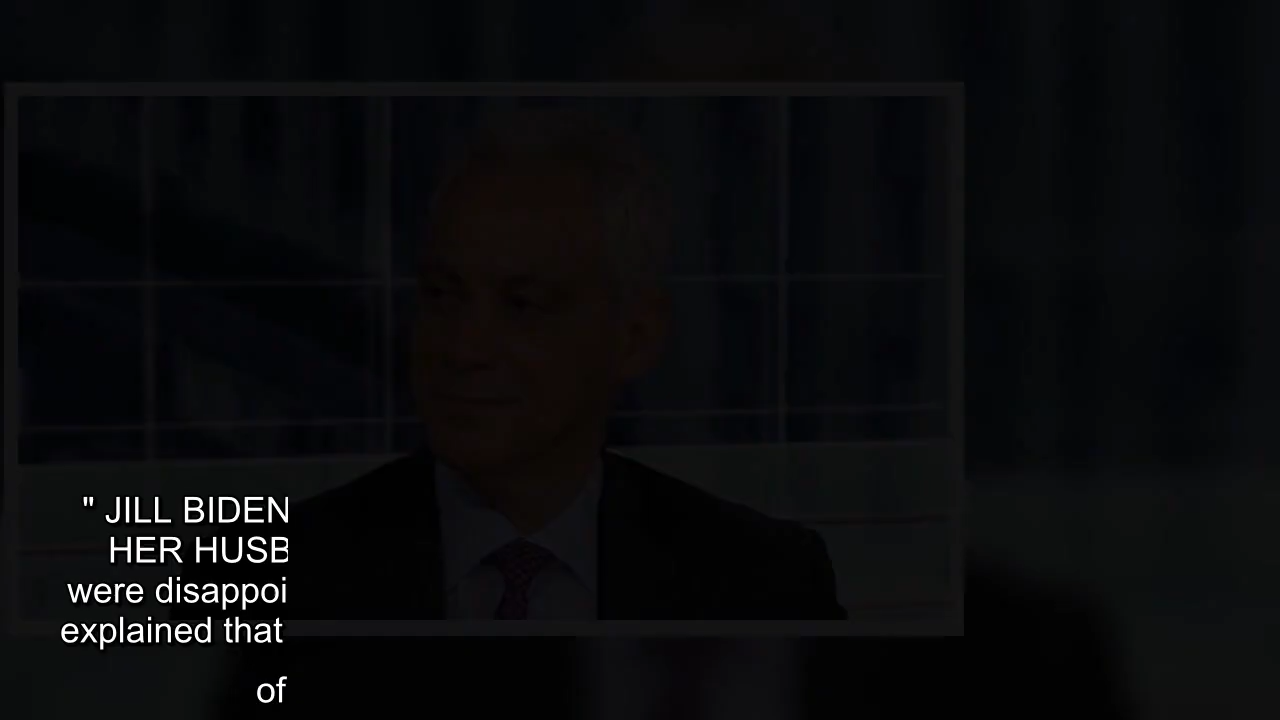 " JILL BIDEN
HER HUSB
were disappoi
explained that
of